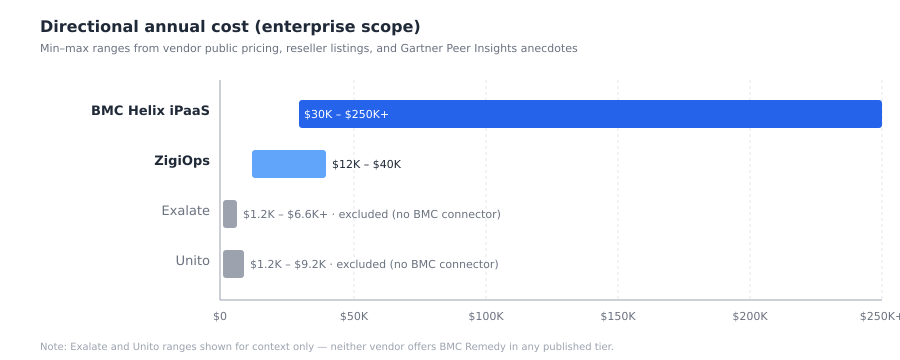 Directional annual cost (enterprise scope)
Min–max ranges from vendor public pricing, reseller listings, and Gartner Peer Insights anecdotes
BMC Helix iPaaS
$30K – $250K+
ZigiOps
$12K – $40K
Exalate
$1.2K – $6.6K+ · excluded (no BMC connector)
Unito
$1.2K – $9.2K · excluded (no BMC connector)
$0 $50K $100K $150K $200K $250K+
Note: Exalate and Unito ranges shown for context only — neither vendor offers BMC Remedy in any published tier.